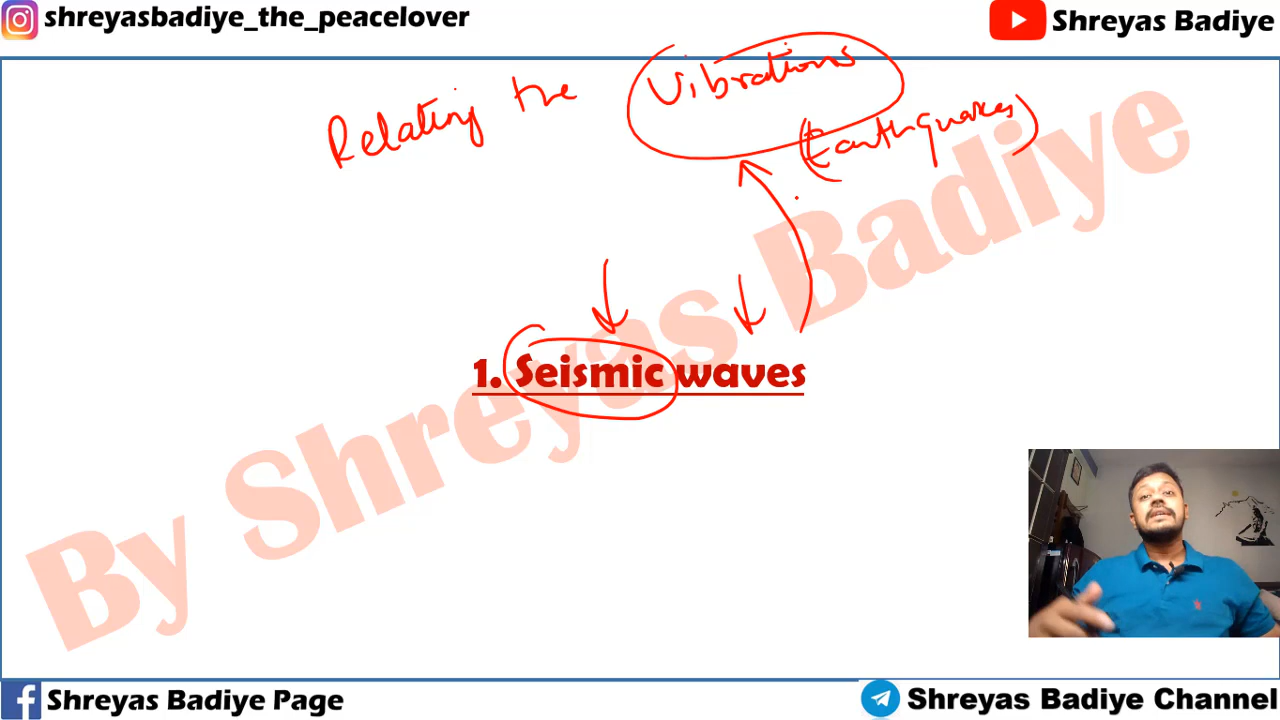 shreyasbadiye_the_peacelover
Shreyas Badiye
Relating the Vibrations
(Earthquakes)
1. Seismic waves
By Shreyas Badiye
Shreyas Badiye Page
Shreyas Badiye Channel